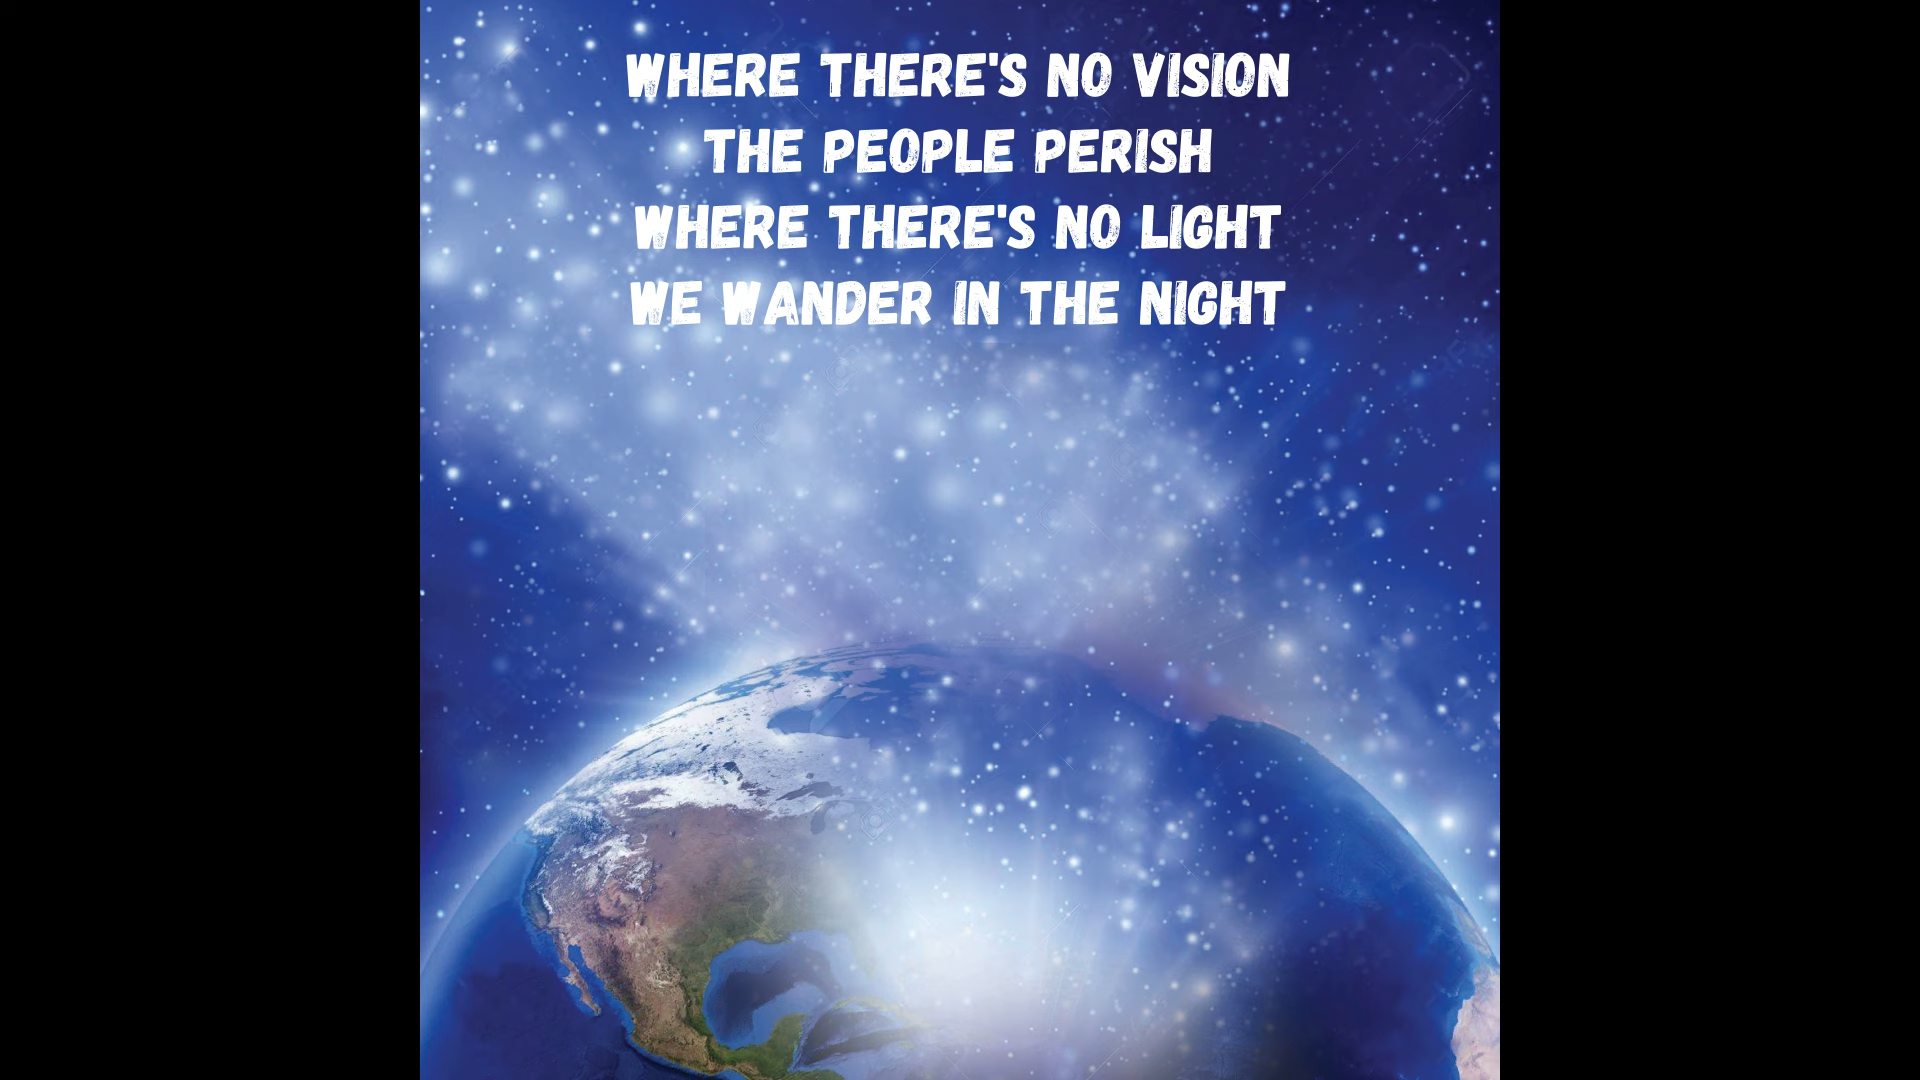 WHERE THERE'S NO VISION
THE PEOPLE PERISH
WHERE THERE'S NO LIGHT
WE WANDER IN THE NIGHT